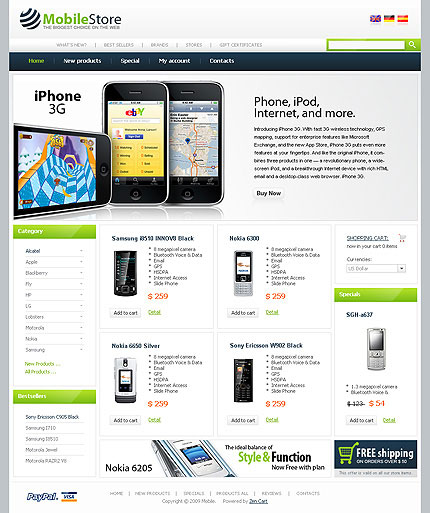 MobileStore
THE BIGGEST CHOICE ON THE WEB
WHAT'S NEW? | BEST SELLERS | BRANDS | STORES | GIFT CERTIFICATES
Home New products Special My account Contacts
iPhone
3G
Phone, iPod,
Internet, and more.
Introducing iPhone 3G. With fast 3G wireless technology, GPS
mapping, support for enterprise features like Microsoft
Exchange, and the new App Store, iPhone 3G puts even more
features at your fingertips. And like the original iPhone, it com-
bines three products in one — a revolutionary phone, a wide-
screen iPod, and a breakthrough Internet device with rich HTML
email and a desktop-class web browser. iPhone 3G.
Buy Now
Category
Alcatel
Apple
BlackBerry
Fly
HP
LG
Lobsters
Motorola
Nokia
Samsung
New Products ...
All Products ...
Bestsellers
Sony Ericsson C905 Black
Samsung I710
Samsung i8510
Motorola Jewel
Motorola RAZR2 V8
Samsung i8510 INNOV8 Black
* 8 megapixel camera
* Bluetooth Voice & Data
* Email
* GPS
* HSDPA
* Internet Access
* Slide Phone
$ 259
Add to cart Detail
Nokia 6300
* 8 megapixel camera
* Bluetooth Voice & Data
* Email
* GPS
* HSDPA
* Internet Access
* Slide Phone
$ 259
Add to cart Detail
Nokia 6650 Silver
* 8 megapixel camera
* Bluetooth Voice & Data
* Email
* GPS
* HSDPA
* Internet Access
* Slide Phone
$ 259
Add to cart Detail
Sony Ericsson W902 Black
* 8 megapixel camera
* Bluetooth Voice & Data
* Email
* GPS
* HSDPA
* Internet Access
* Slide Phone
$ 259
Add to cart Detail
SHOPPING CART:
now in your cart 0 items
Currencies:
US Dollar
Specials
SGH-a637
* 1.3 megapixel camera
* Bluetooth Voice &
$ 123 $ 54
Add to cart Detail
Nokia 6205
The ideal balance of
Style & Function
Now Free with plan
FREE shipping
ON ORDERS OVER $ 50
This offer is valid on all our store items.
PayPal VISA
HOME | NEW PRODUCTS | SPECIALS | PRODUCTS ALL | REVIEWS | CONTACTS
Copyright © 2009 Mobile. Powered by Zen Cart